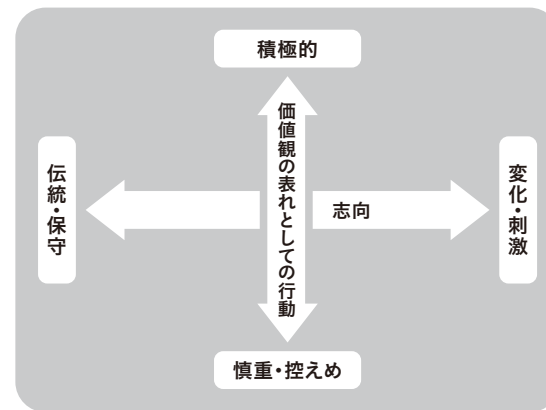 積極的
価値観の表れとしての行動
伝統・保守
志向
変化・刺激
慎重・控えめ